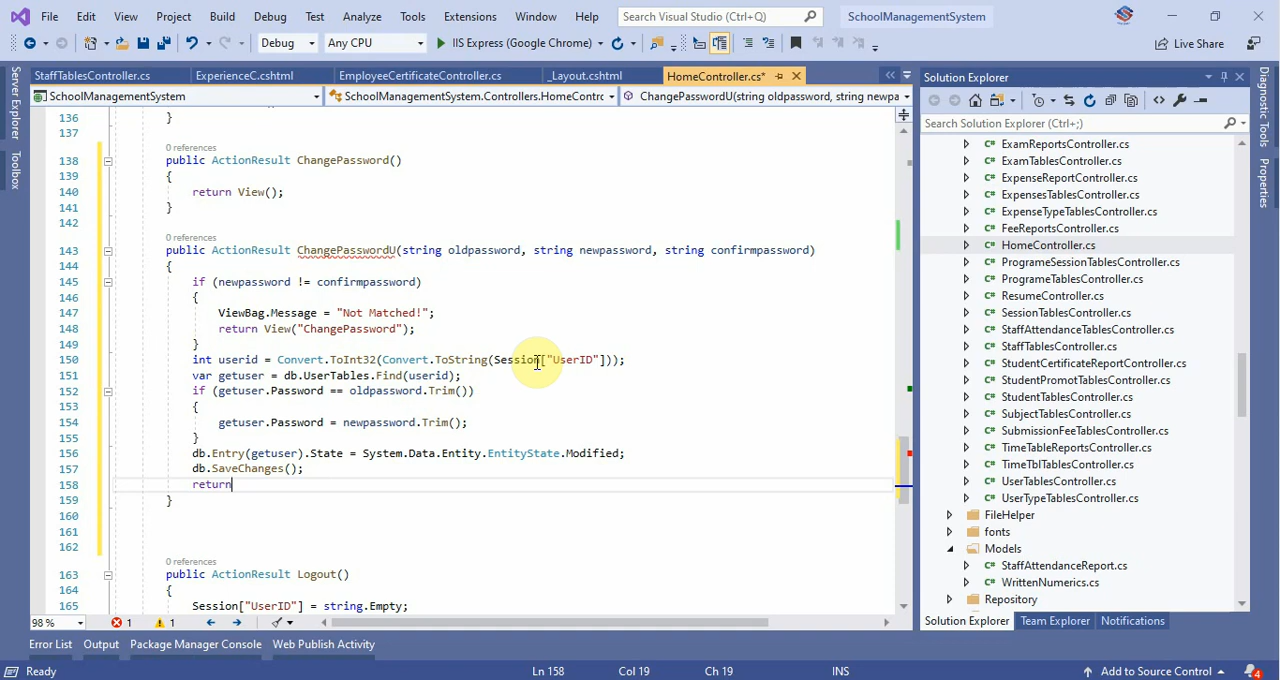 File Edit View Project Build Debug Test Analyze Tools Extensions Window Help Search Visual Studio (Ctrl+Q) SchoolManagementSystem
Debug Any CPU IIS Express (Google Chrome) Live Share
StaffTablesController.cs ExperienceC.cshtml EmployeeCertificateController.cs _Layout.cshtml HomeController.cs*
SchoolManagementSystem SchoolManagementSystem.Controllers.HomeContrc ChangePasswordU(string oldpassword, string newpa
Server Explorer
Toolbox
136 }
137
0 references
138 public ActionResult ChangePassword()
139 {
140 return View();
141 }
142
0 references
143 public ActionResult ChangePasswordU(string oldpassword, string newpassword, string confirmpassword)
144 {
145 if (newpassword != confirmpassword)
146 {
147 ViewBag.Message = "Not Matched!";
148 return View("ChangePassword");
149 }
150 int userid = Convert.ToInt32(Convert.ToString(Session["UserID"]));
151 var getuser = db.UserTables.Find(userid);
152 if (getuser.Password == oldpassword.Trim())
153 {
154 getuser.Password = newpassword.Trim();
155 }
156 db.Entry(getuser).State = System.Data.Entity.EntityState.Modified;
157 db.SaveChanges();
158 return
159 }
160
161
162
0 references
163 public ActionResult Logout()
164 {
165 Session["UserID"] = string.Empty;
98 % 1 1
Solution Explorer
Search Solution Explorer (Ctrl+;)
C# ExamReportsController.cs
C# ExamTablesController.cs
C# ExpenseReportController.cs
C# ExpensesTablesController.cs
C# ExpenseTypeTablesController.cs
C# FeeReportsController.cs
C# HomeController.cs
C# ProgrameSessionTablesController.cs
C# ProgrameTablesController.cs
C# ResumeController.cs
C# SessionTablesController.cs
C# StaffAttendanceTablesController.cs
C# StaffTablesController.cs
C# StudentCertificateReportController.cs
C# StudentPromotTablesController.cs
C# StudentTablesController.cs
C# SubjectTablesController.cs
C# SubmissionFeeTablesController.cs
C# TimeTableReportsController.cs
C# TimeTblTablesController.cs
C# UserTablesController.cs
C# UserTypeTablesController.cs
FileHelper
fonts
Models
C# StaffAttendanceReport.cs
C# WrittenNumerics.cs
Repository
Solution Explorer Team Explorer Notifications
Diagnostic Tools
Properties
Error List Output Package Manager Console Web Publish Activity
Ready Ln 158 Col 19 Ch 19 INS Add to Source Control 4